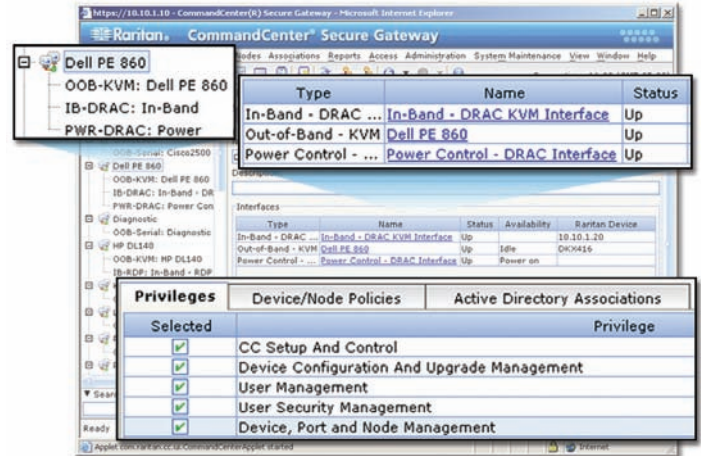 https://10.10.1.10 - CommandCenter(R) Secure Gateway - Microsoft Internet Explorer
Raritan. CommandCenter® Secure Gateway
Nodes Associations Reports Access Administration System Maintenance View Window Help
Dell PE 860
OOB-KVM: Dell PE 860
IB-DRAC: In-Band
PWR-DRAC: Power
Type Name Status
In-Band - DRAC ... In-Band - DRAC KVM Interface Up
Out-of-Band - KVM Dell PE 860 Up
Power Control - ... Power Control - DRAC Interface Up
OOB-Serial: Cisco2500
Dell PE 860
OOB-KVM: Dell PE 860
IB-DRAC: In-Band - DR
PWR-DRAC: Power Con
Diagnostic
OOB-Serial: Diagnostic
HP DL140
OOB-KVM: HP DL140
IB-RDP: In-Band - RDP
Interfaces
Type Name Status Availability Raritan Device
In-Band - DRAC ... In-Band - DRAC KVM Interface Up 10.10.1.20
Out-of-Band - KVM Dell PE 860 Up Idle DKX416
Power Control - ... Power Control - DRAC Interface Up Power on
Privileges Device/Node Policies Active Directory Associations
Selected Privilege
CC Setup And Control
Device Configuration And Upgrade Management
User Management
User Security Management
Device, Port and Node Management
Ready
Applet com.raritan.cc.ui.CommandCenterApplet started Internet